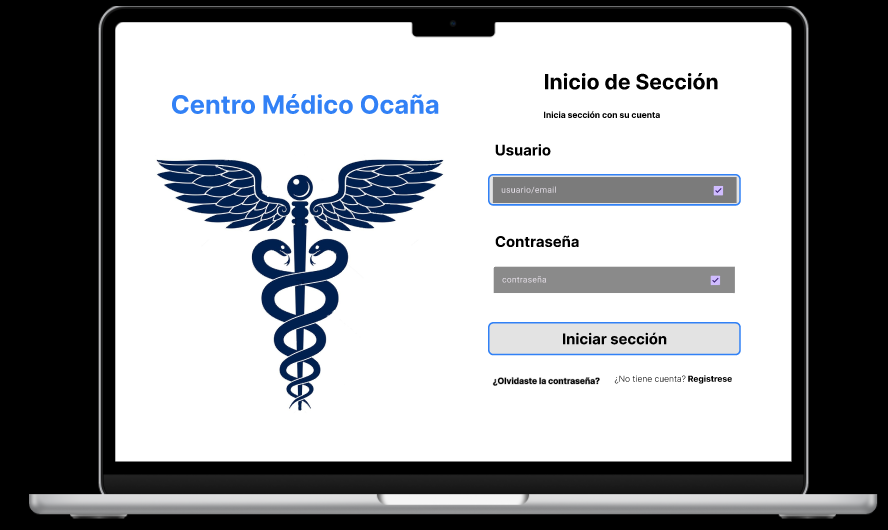 Centro Médico Ocaña
Inicio de Sección
Inicia sección con su cuenta
Usuario
usuario/email
Contraseña
contraseña
Iniciar sección
¿Olvidaste la contraseña?
¿No tiene cuenta? Registrese